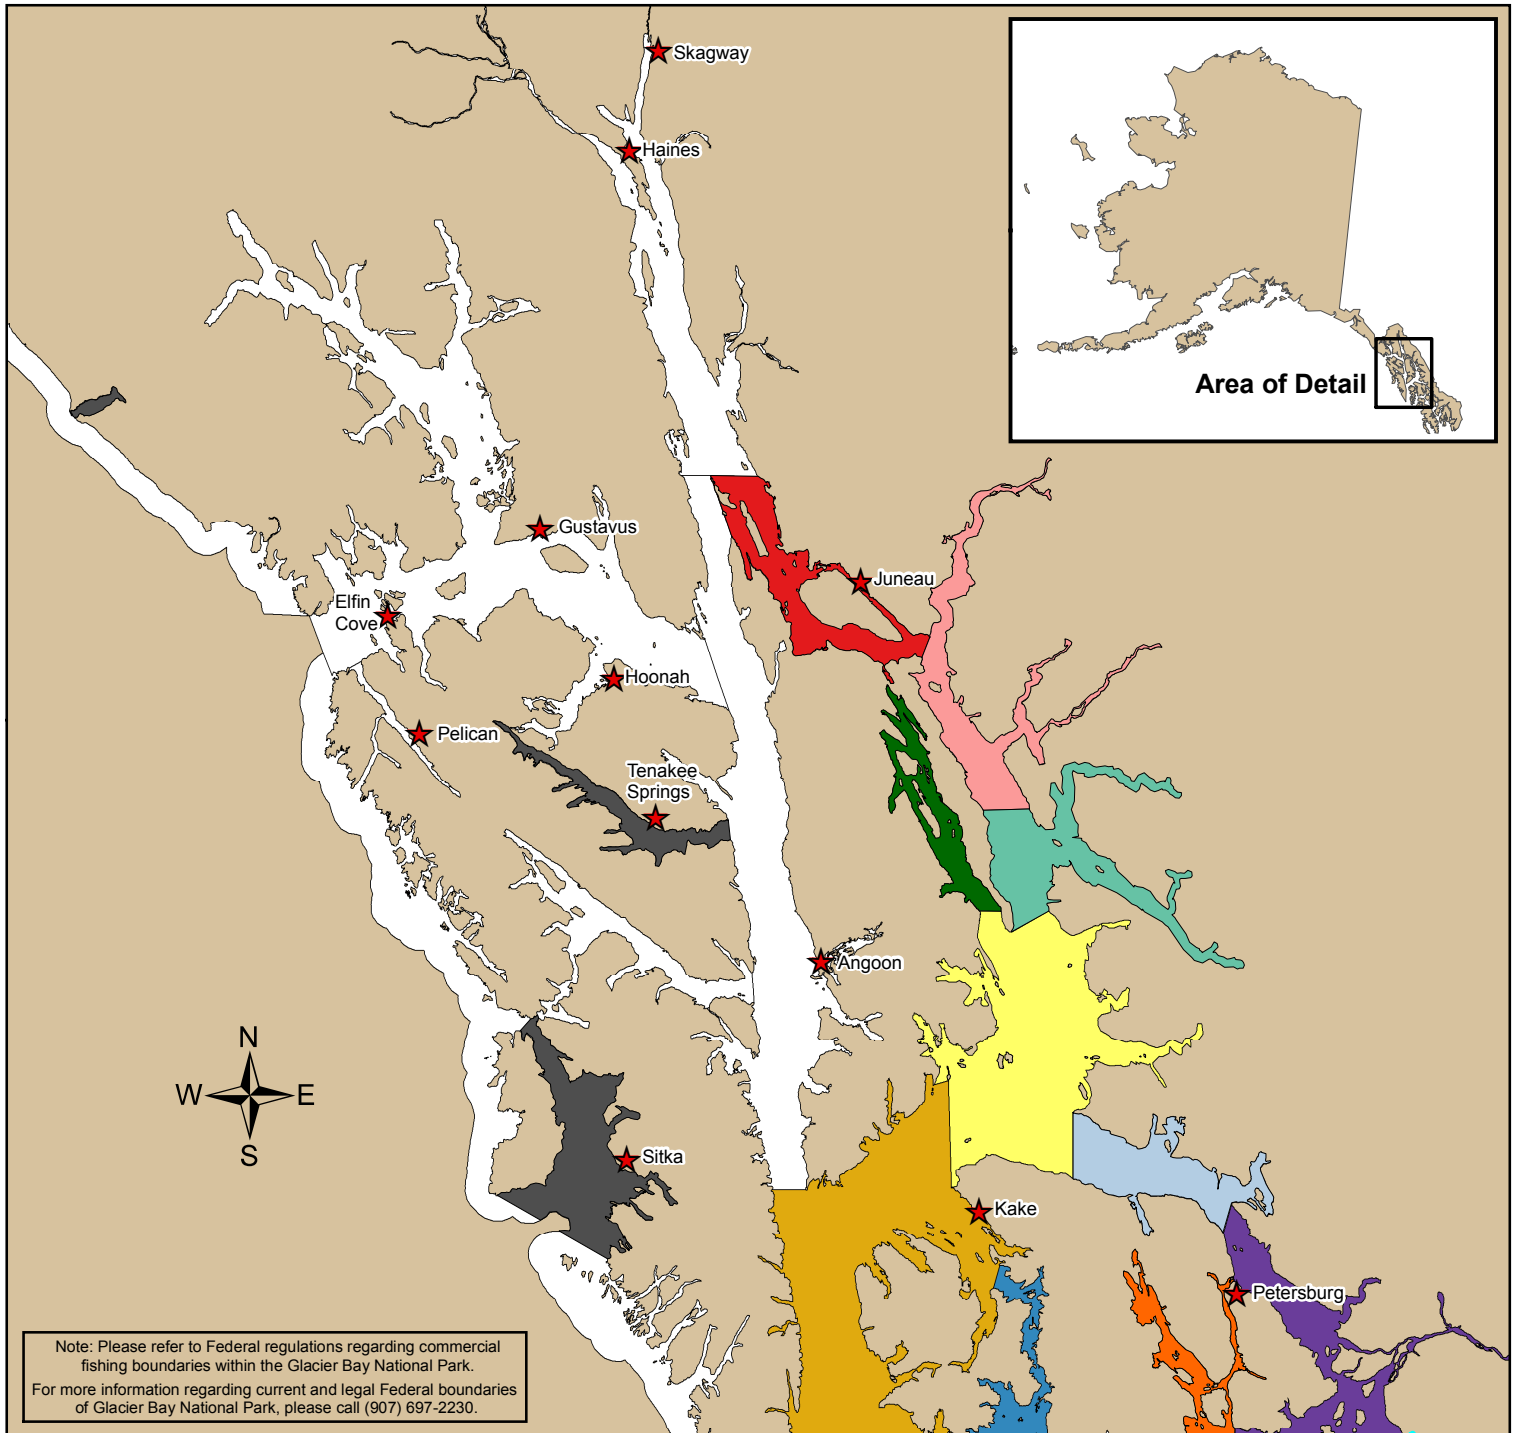 Skagway
Haines
Area of Detail
Gustavus
Juneau
Elfin
Cove
Hoonah
Pelican
Tenakee
Springs
Angoon
N
W
E
S
Sitka
Kake
Petersburg
Note: Please refer to Federal regulations regarding commercial
fishing boundaries within the Glacier Bay National Park.
For more information regarding current and legal Federal boundaries
of Glacier Bay National Park, please call (907) 697-2230.